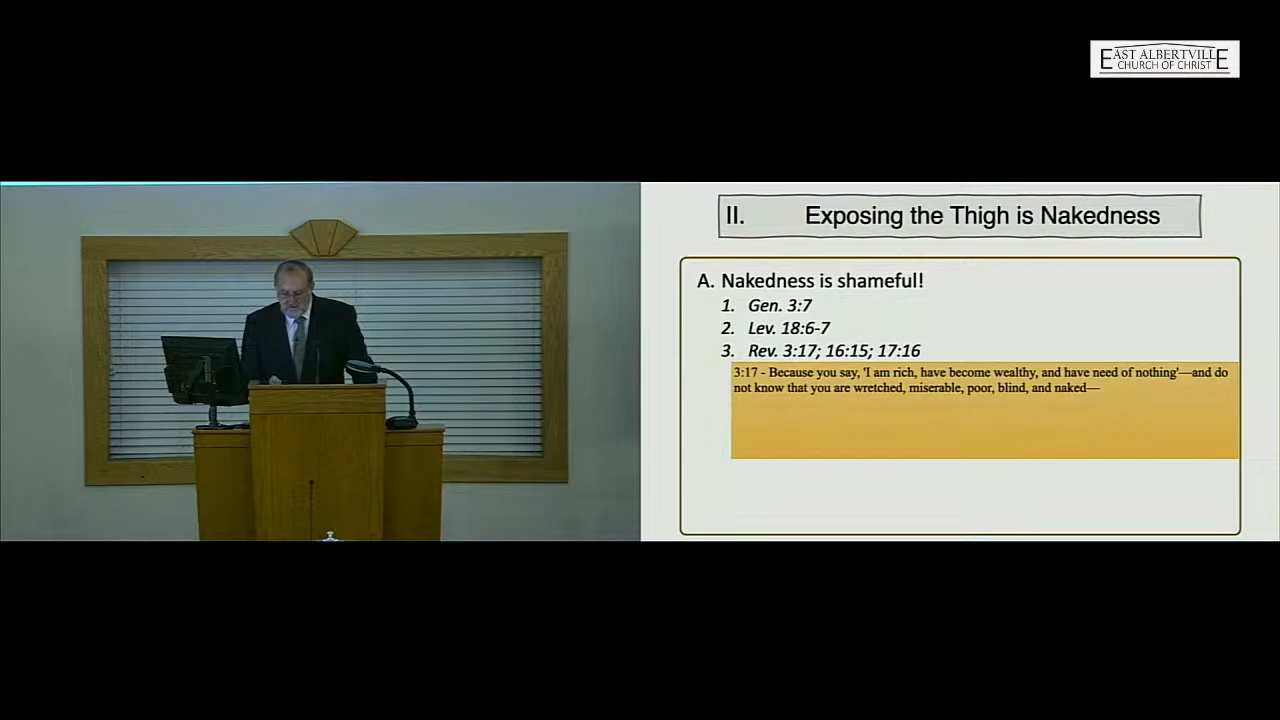 EAST ALBERTVILLE
CHURCH OF CHRIST
II. Exposing the Thigh is Nakedness
A. Nakedness is shameful!
1. Gen. 3:7
2. Lev. 18:6-7
3. Rev. 3:17; 16:15; 17:16
3:17 - Because you say, 'I am rich, have become wealthy, and have need of nothing'—and do
not know that you are wretched, miserable, poor, blind, and naked—